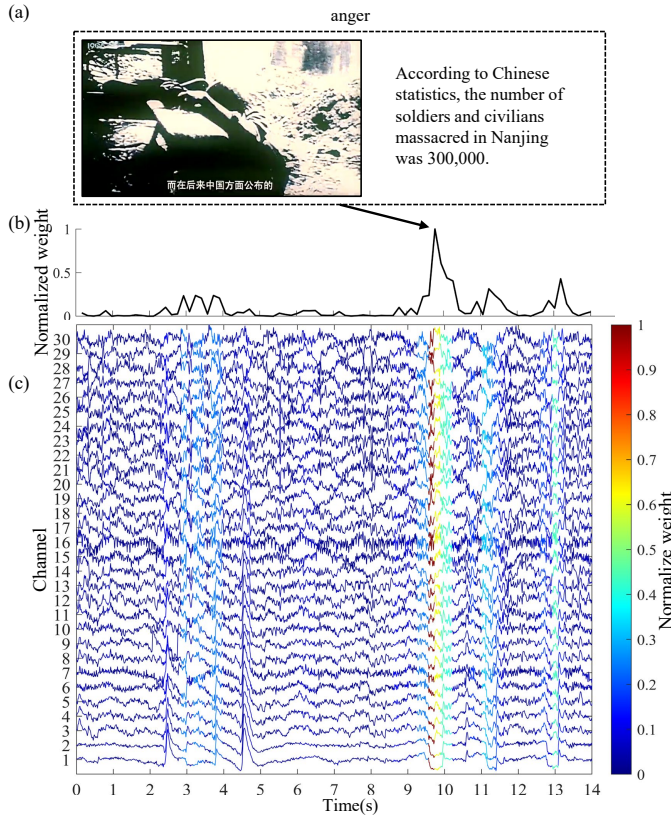 (a)
anger
According to Chinese
statistics, the number of
soldiers and civilians
massacred in Nanjing
was 300,000.
而在后来中国方面公布的
(b)
Normalized weight
1
0.5
0
(c)
Channel
30
29
28
27
26
25
24
23
22
21
20
19
18
17
16
15
14
13
12
11
10
9
8
7
6
5
4
3
2
1
0 1 2 3 4 5 6 7 8 9 10 11 12 13 14
Time(s)
1
0.9
0.8
0.7
0.6
0.5
0.4
0.3
0.2
0.1
0
Normalize weight